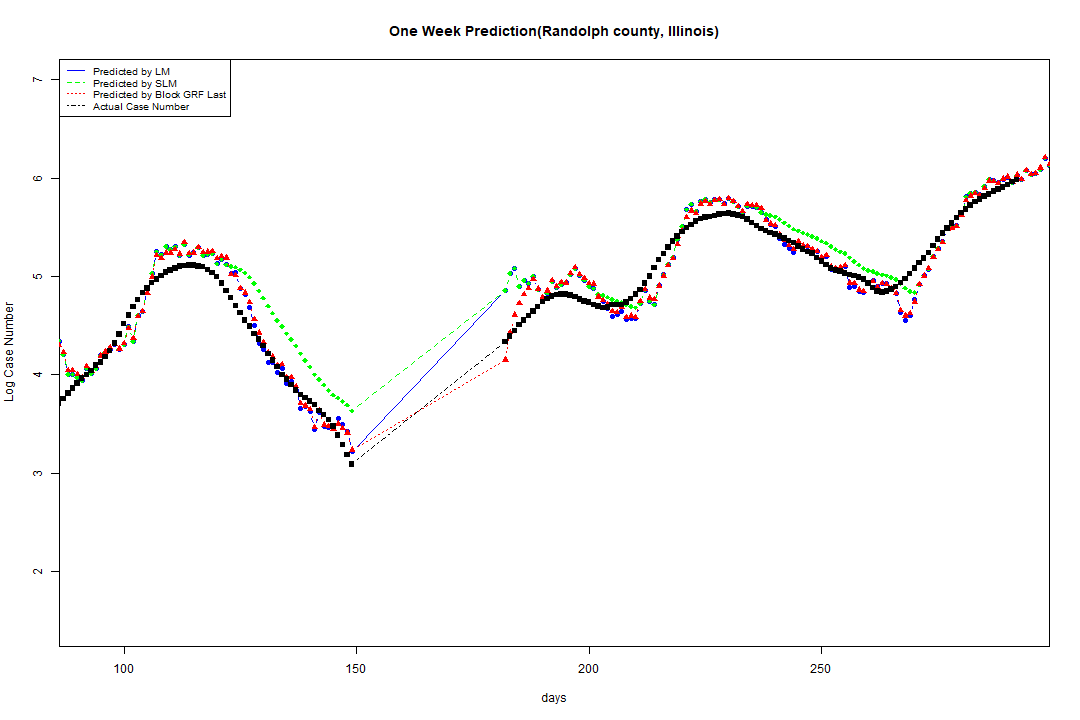 One Week Prediction(Randolph county, Illinois)
Predicted by LM
Predicted by SLM
Predicted by Block GRF Last
Actual Case Number
Log Case Number
7
6
5
4
3
2
100
150
200
250
days